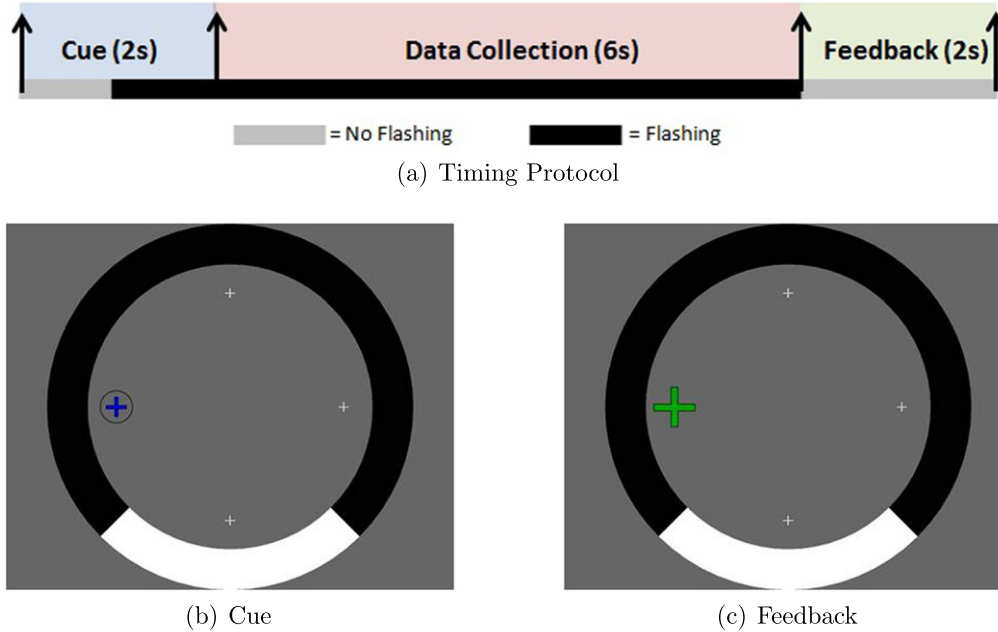 Cue (2s) Data Collection (6s) Feedback (2s)
= No Flashing = Flashing
(a) Timing Protocol
(b) Cue (c) Feedback